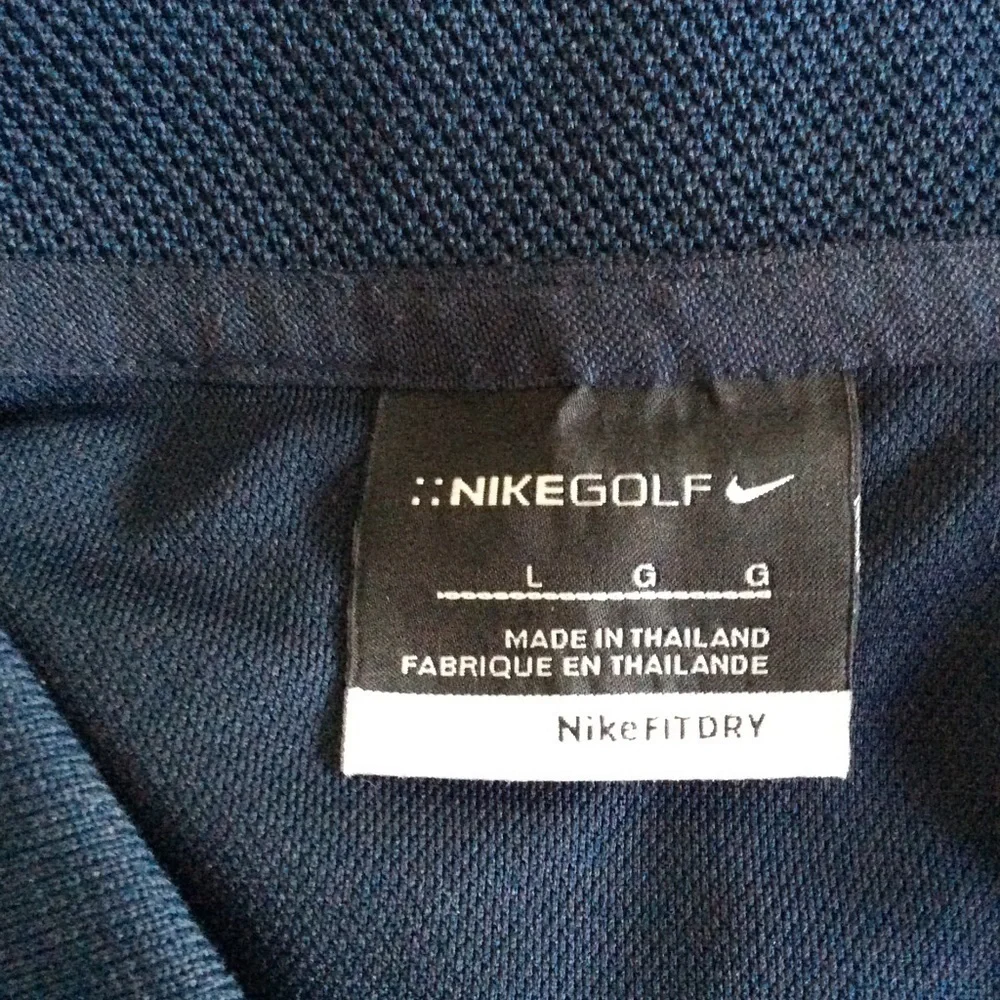 ::NIKEGOLF
L G G
MADE IN THAILAND
FABRIQUE EN THAILANDE
NikeFITDRY